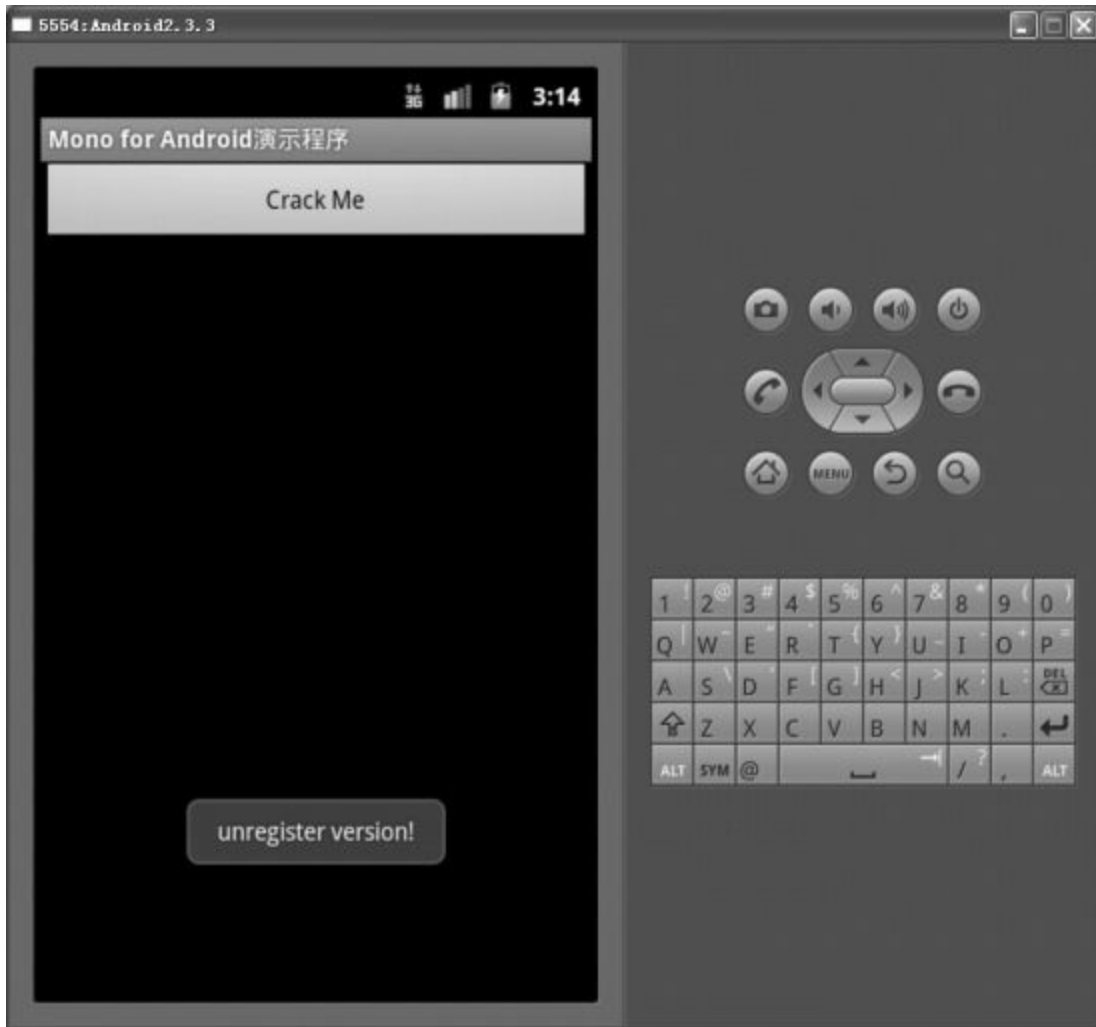 5554:Android2.3.3
3G 3:14
Mono for Android演示程序
Crack Me
unregister version!
MENU
1 ! 2 @ 3 # 4 $ 5 % 6 ^ 7 & 8 * 9 ( 0 )
Q | W ~ E " R ` T { Y } U _ I - O + P =
A S \ D ' F [ G ] H < J > K ; L : DEL
Z X C V B N M .
ALT SYM @ / ? , ALT